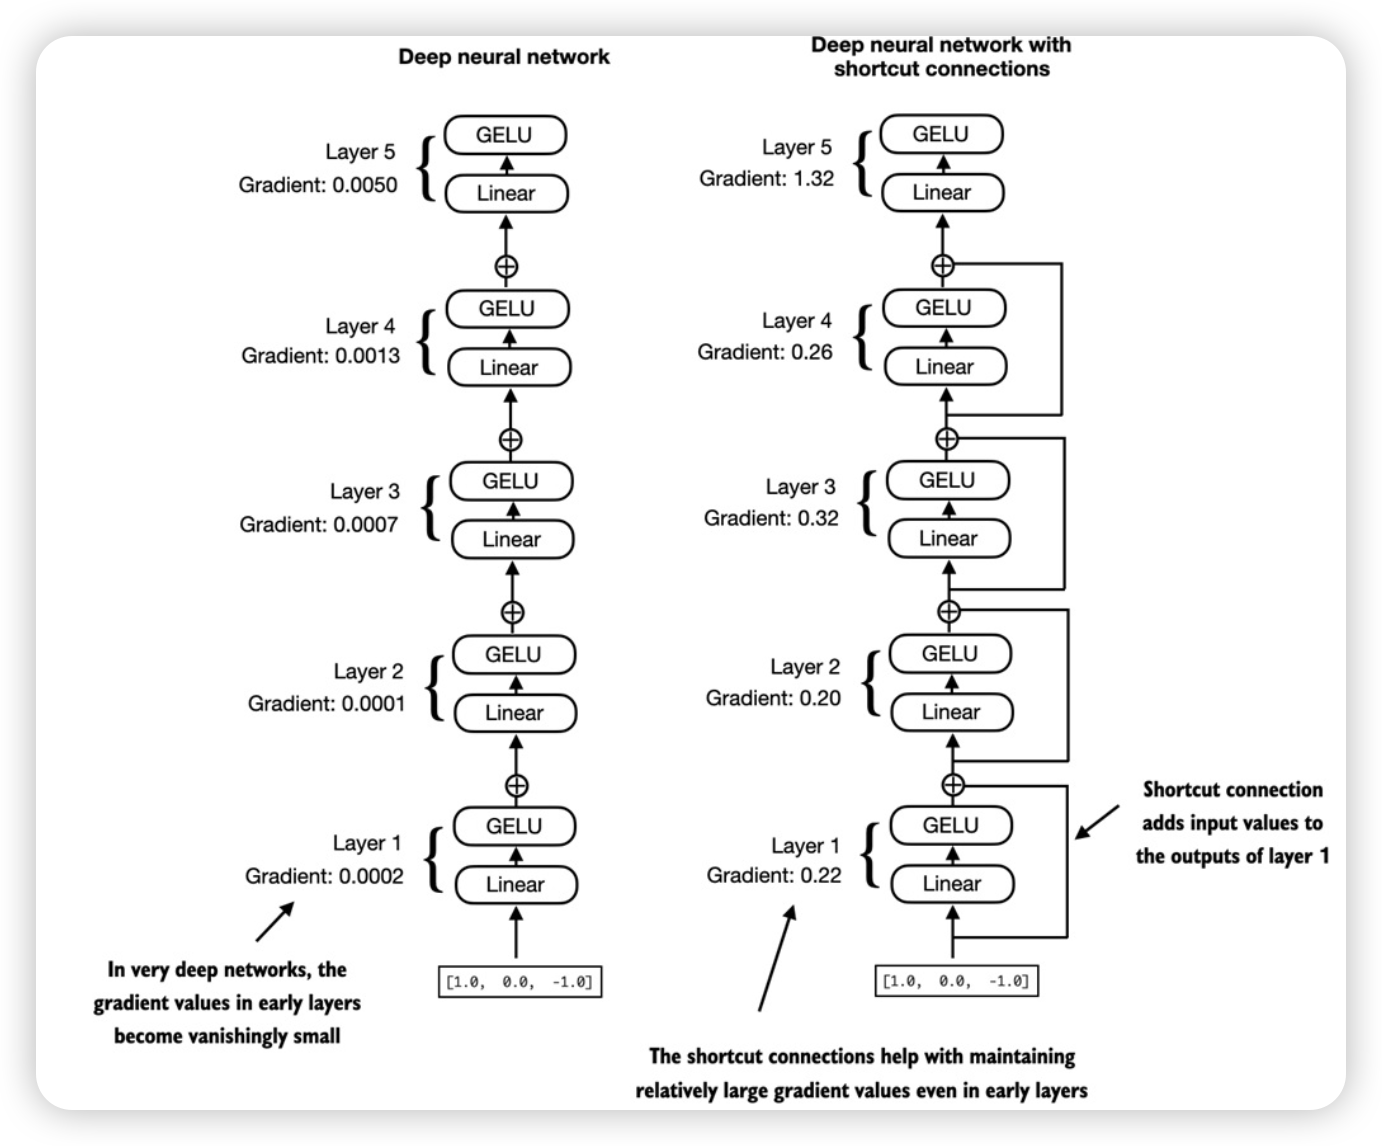 Deep neural network
GELU
Layer 5
Gradient: 0.0050
Linear
GELU
Layer 4
Gradient: 0.0013
Linear
GELU
Layer 3
Gradient: 0.0007
Linear
GELU
Layer 2
Gradient: 0.0001
Linear
GELU
Layer 1
Gradient: 0.0002
Linear
[1.0, 0.0, -1.0]
In very deep networks, the
gradient values in early layers
become vanishingly small
Deep neural network with
shortcut connections
GELU
Layer 5
Gradient: 1.32
Linear
GELU
Layer 4
Gradient: 0.26
Linear
GELU
Layer 3
Gradient: 0.32
Linear
GELU
Layer 2
Gradient: 0.20
Linear
GELU
Layer 1
Gradient: 0.22
Linear
[1.0, 0.0, -1.0]
Shortcut connection
adds input values to
the outputs of layer 1
The shortcut connections help with maintaining
relatively large gradient values even in early layers